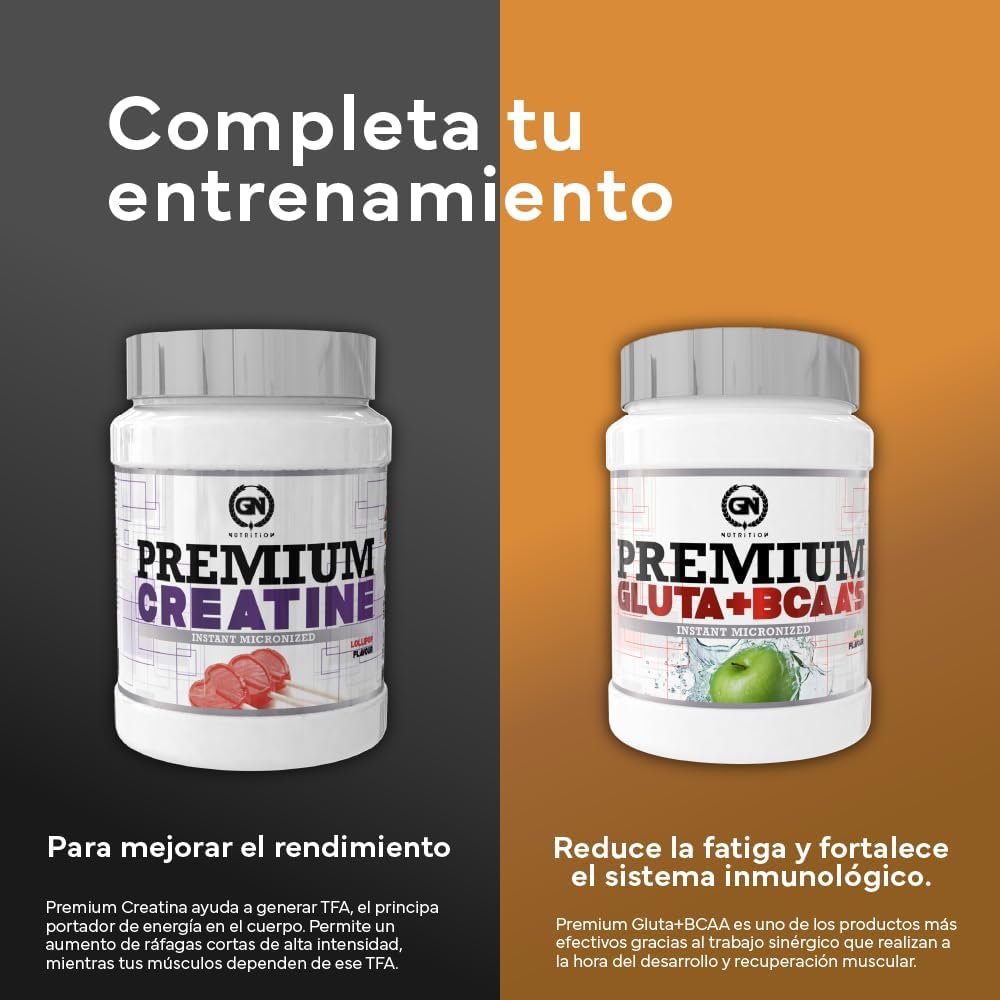 Completa tu
entrenamiento
GN
NUTRITION
PREMIUM
CREATINE
INSTANT MICRONIZED
LOLLIPOP
FLAVOUR
GN
NUTRITION
PREMIUM
GLUTA+BCAA'S
INSTANT MICRONIZED
APPLE
FLAVOUR
Para mejorar el rendimiento
Premium Creatina ayuda a generar TFA, el principa
portador de energía en el cuerpo. Permite un
aumento de ráfagas cortas de alta intensidad,
mientras tus músculos dependen de ese TFA.
Reduce la fatiga y fortalece
el sistema inmunológico.
Premium Gluta+BCAA es uno de los productos más
efectivos gracias al trabajo sinérgico que realizan a
la hora del desarrollo y recuperación muscular.